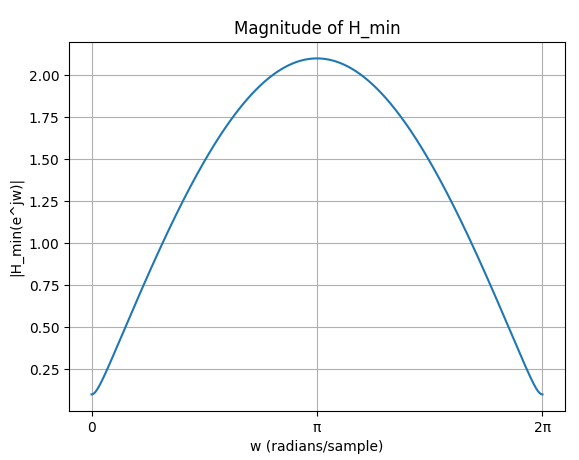 Magnitude of H_min
|H_min(e^jw)|
2.00
1.75
1.50
1.25
1.00
0.75
0.50
0.25
0
π
2π
w (radians/sample)